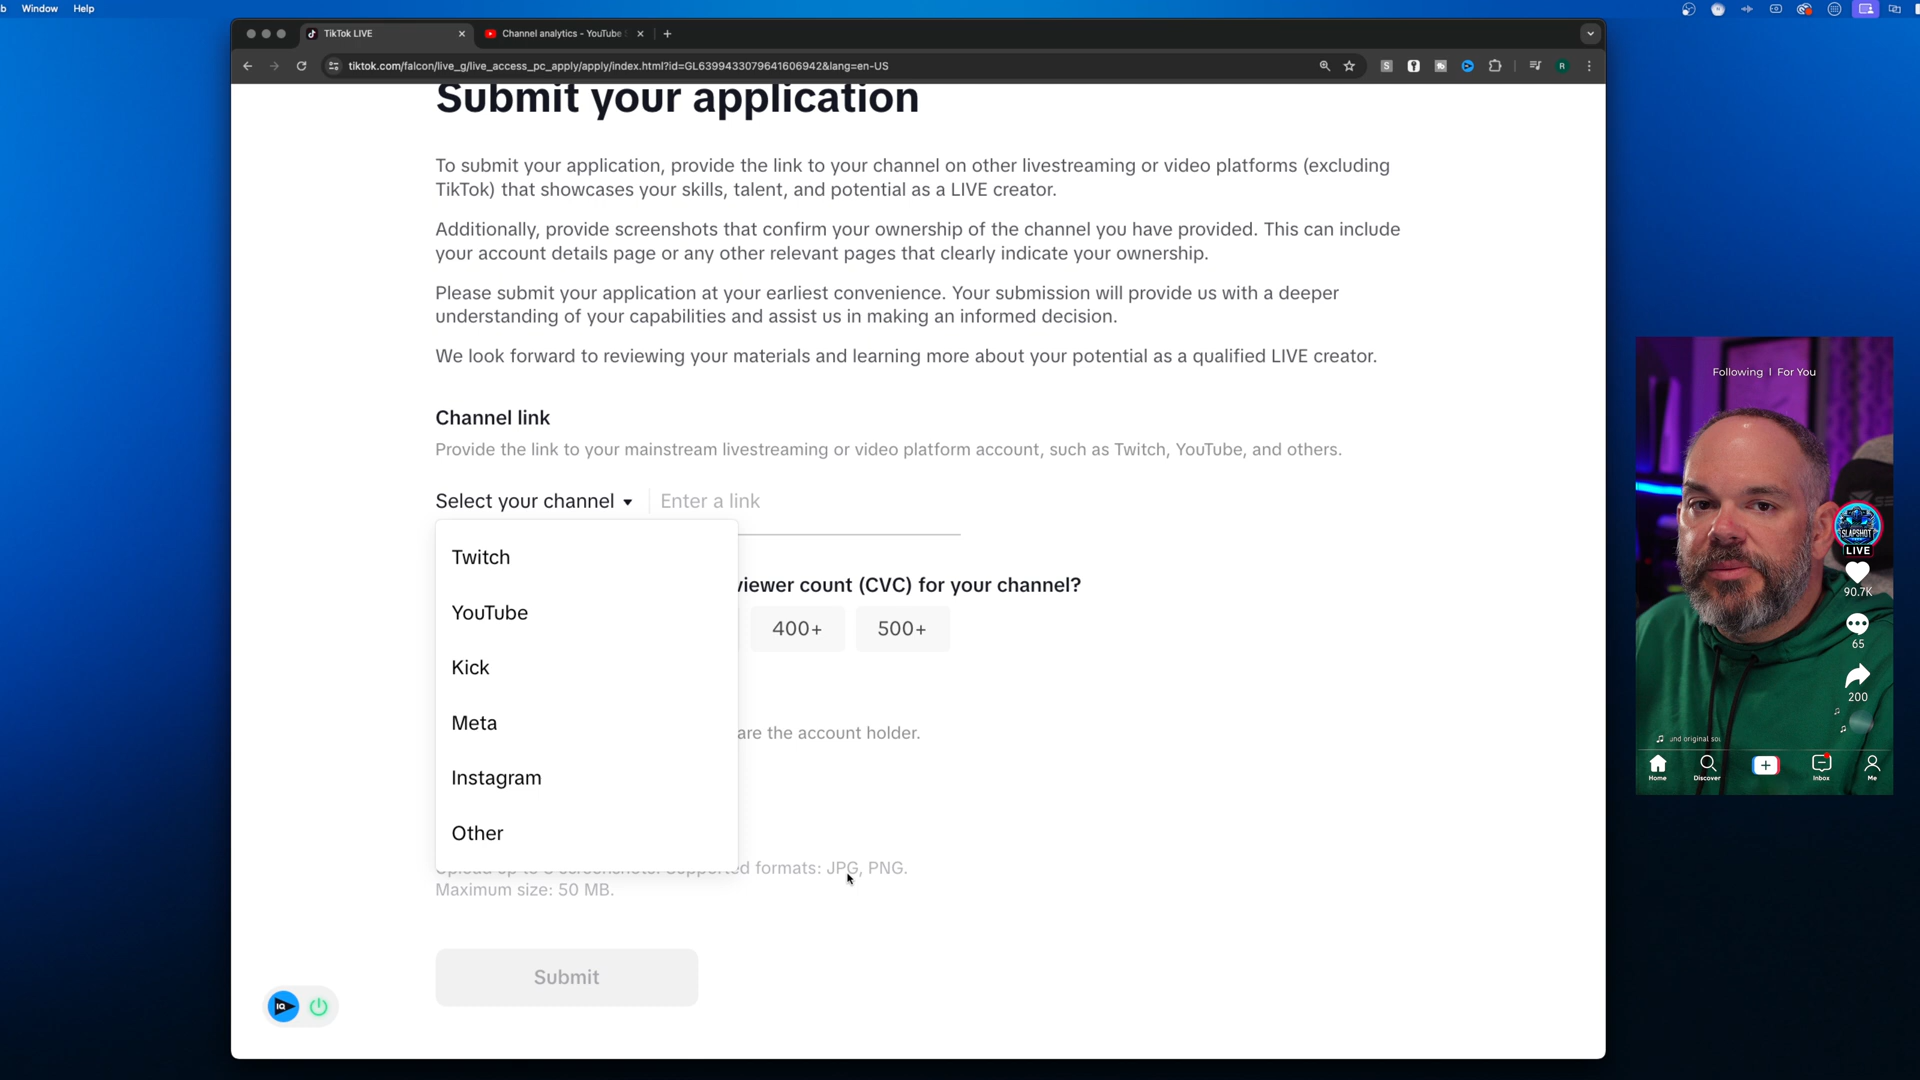 Window Help
TikTok LIVE
Channel analytics - YouTube
tiktok.com/falcon/live_g/live_access_pc_apply/apply/index.html?id=GL6399433079641606942&lang=en-US
Submit your application
To submit your application, provide the link to your channel on other livestreaming or video platforms (excluding
TikTok) that showcases your skills, talent, and potential as a LIVE creator.
Additionally, provide screenshots that confirm your ownership of the channel you have provided. This can include
your account details page or any other relevant pages that clearly indicate your ownership.
Please submit your application at your earliest convenience. Your submission will provide us with a deeper
understanding of your capabilities and assist us in making an informed decision.
We look forward to reviewing your materials and learning more about your potential as a qualified LIVE creator.
Channel link
Provide the link to your mainstream livestreaming or video platform account, such as Twitch, YouTube, and others.
Select your channel
Enter a link
Twitch
YouTube
Kick
Meta
Instagram
Other
viewer count (CVC) for your channel?
400+
500+
are the account holder.
formats: JPG, PNG.
Maximum size: 50 MB.
Submit
IQ
Following | For You
SLAPSHOT
LIVE
90.7K
65
200
und original sou
Home
Discover
Inbox
Me